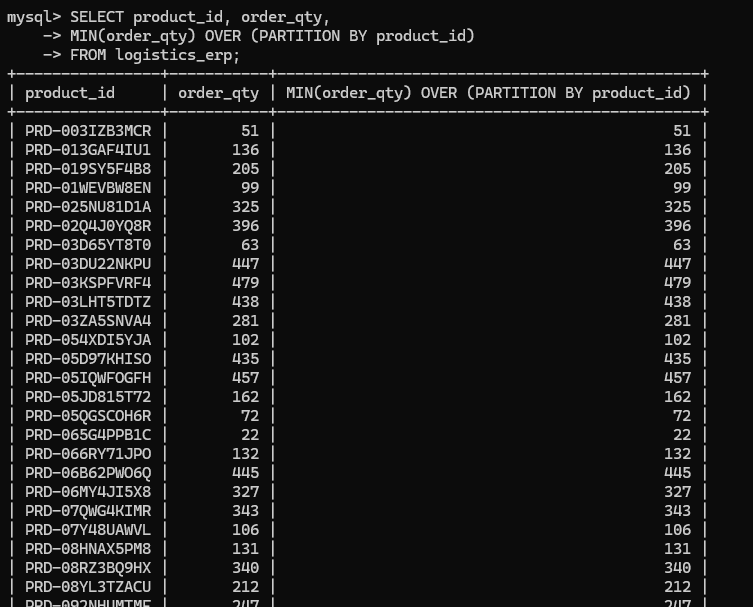 mysql> SELECT product_id, order_qty,
    -> MIN(order_qty) OVER (PARTITION BY product_id)
    -> FROM logistics_erp;
+----------------+-----------+-----------------------------------------------+
| product_id     | order_qty | MIN(order_qty) OVER (PARTITION BY product_id) |
+----------------+-----------+-----------------------------------------------+
| PRD-003IZB3MCR |        51 |                                            51 |
| PRD-013GAF4IU1 |       136 |                                           136 |
| PRD-019SY5F4B8 |       205 |                                           205 |
| PRD-01WEVBW8EN |        99 |                                            99 |
| PRD-025NU81D1A |       325 |                                           325 |
| PRD-02Q4J0YQ8R |       396 |                                           396 |
| PRD-03D65YT8T0 |        63 |                                            63 |
| PRD-03DU22NKPU |       447 |                                           447 |
| PRD-03KSPFVRF4 |       479 |                                           479 |
| PRD-03LHT5TDTZ |       438 |                                           438 |
| PRD-03ZA5SNVA4 |       281 |                                           281 |
| PRD-054XDI5YJA |       102 |                                           102 |
| PRD-05D97KHISO |       435 |                                           435 |
| PRD-05IQWFOGFH |       457 |                                           457 |
| PRD-05JD815T72 |       162 |                                           162 |
| PRD-05QGSCOH6R |        72 |                                            72 |
| PRD-065G4PPB1C |        22 |                                            22 |
| PRD-066RY71JPO |       132 |                                           132 |
| PRD-06B62PWO6Q |       445 |                                           445 |
| PRD-06MY4JI5X8 |       327 |                                           327 |
| PRD-07QWG4KIMR |       343 |                                           343 |
| PRD-07Y48UAWVL |       106 |                                           106 |
| PRD-08HNAX5PM8 |       131 |                                           131 |
| PRD-08RZ3BQ9HX |       340 |                                           340 |
| PRD-08YL3TZACU |       212 |                                           212 |
|                |       247 |                                           247 |